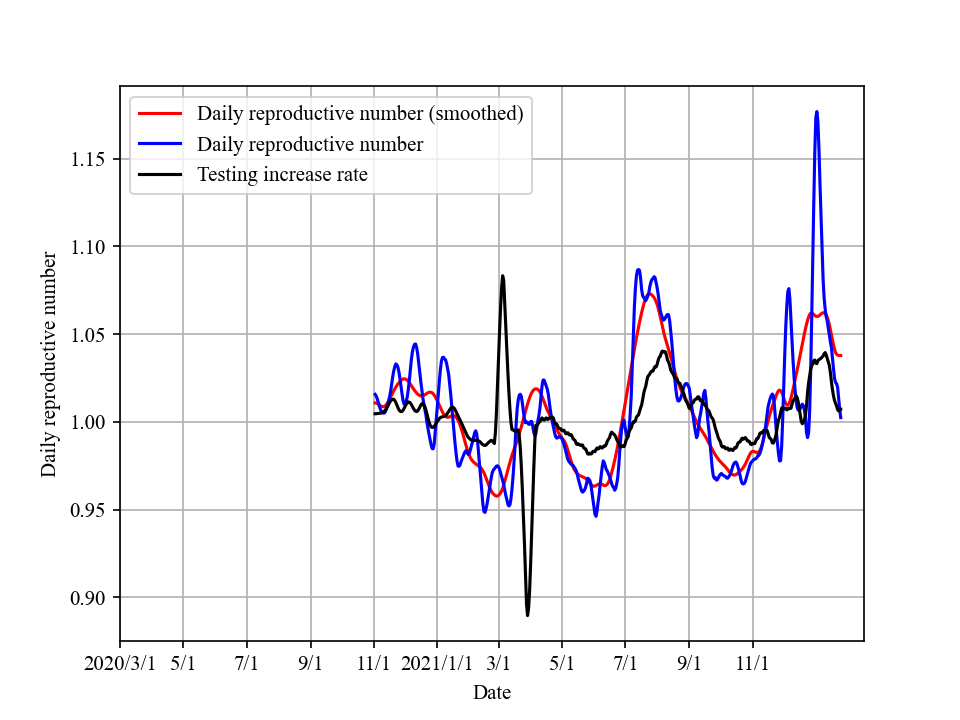 Daily reproductive number (smoothed)
Daily reproductive number
Testing increase rate
Daily reproductive number
1.15
1.10
1.05
1.00
0.95
0.90
2020/3/1 5/1 7/1 9/1 11/1 2021/1/1 3/1 5/1 7/1 9/1 11/1
Date